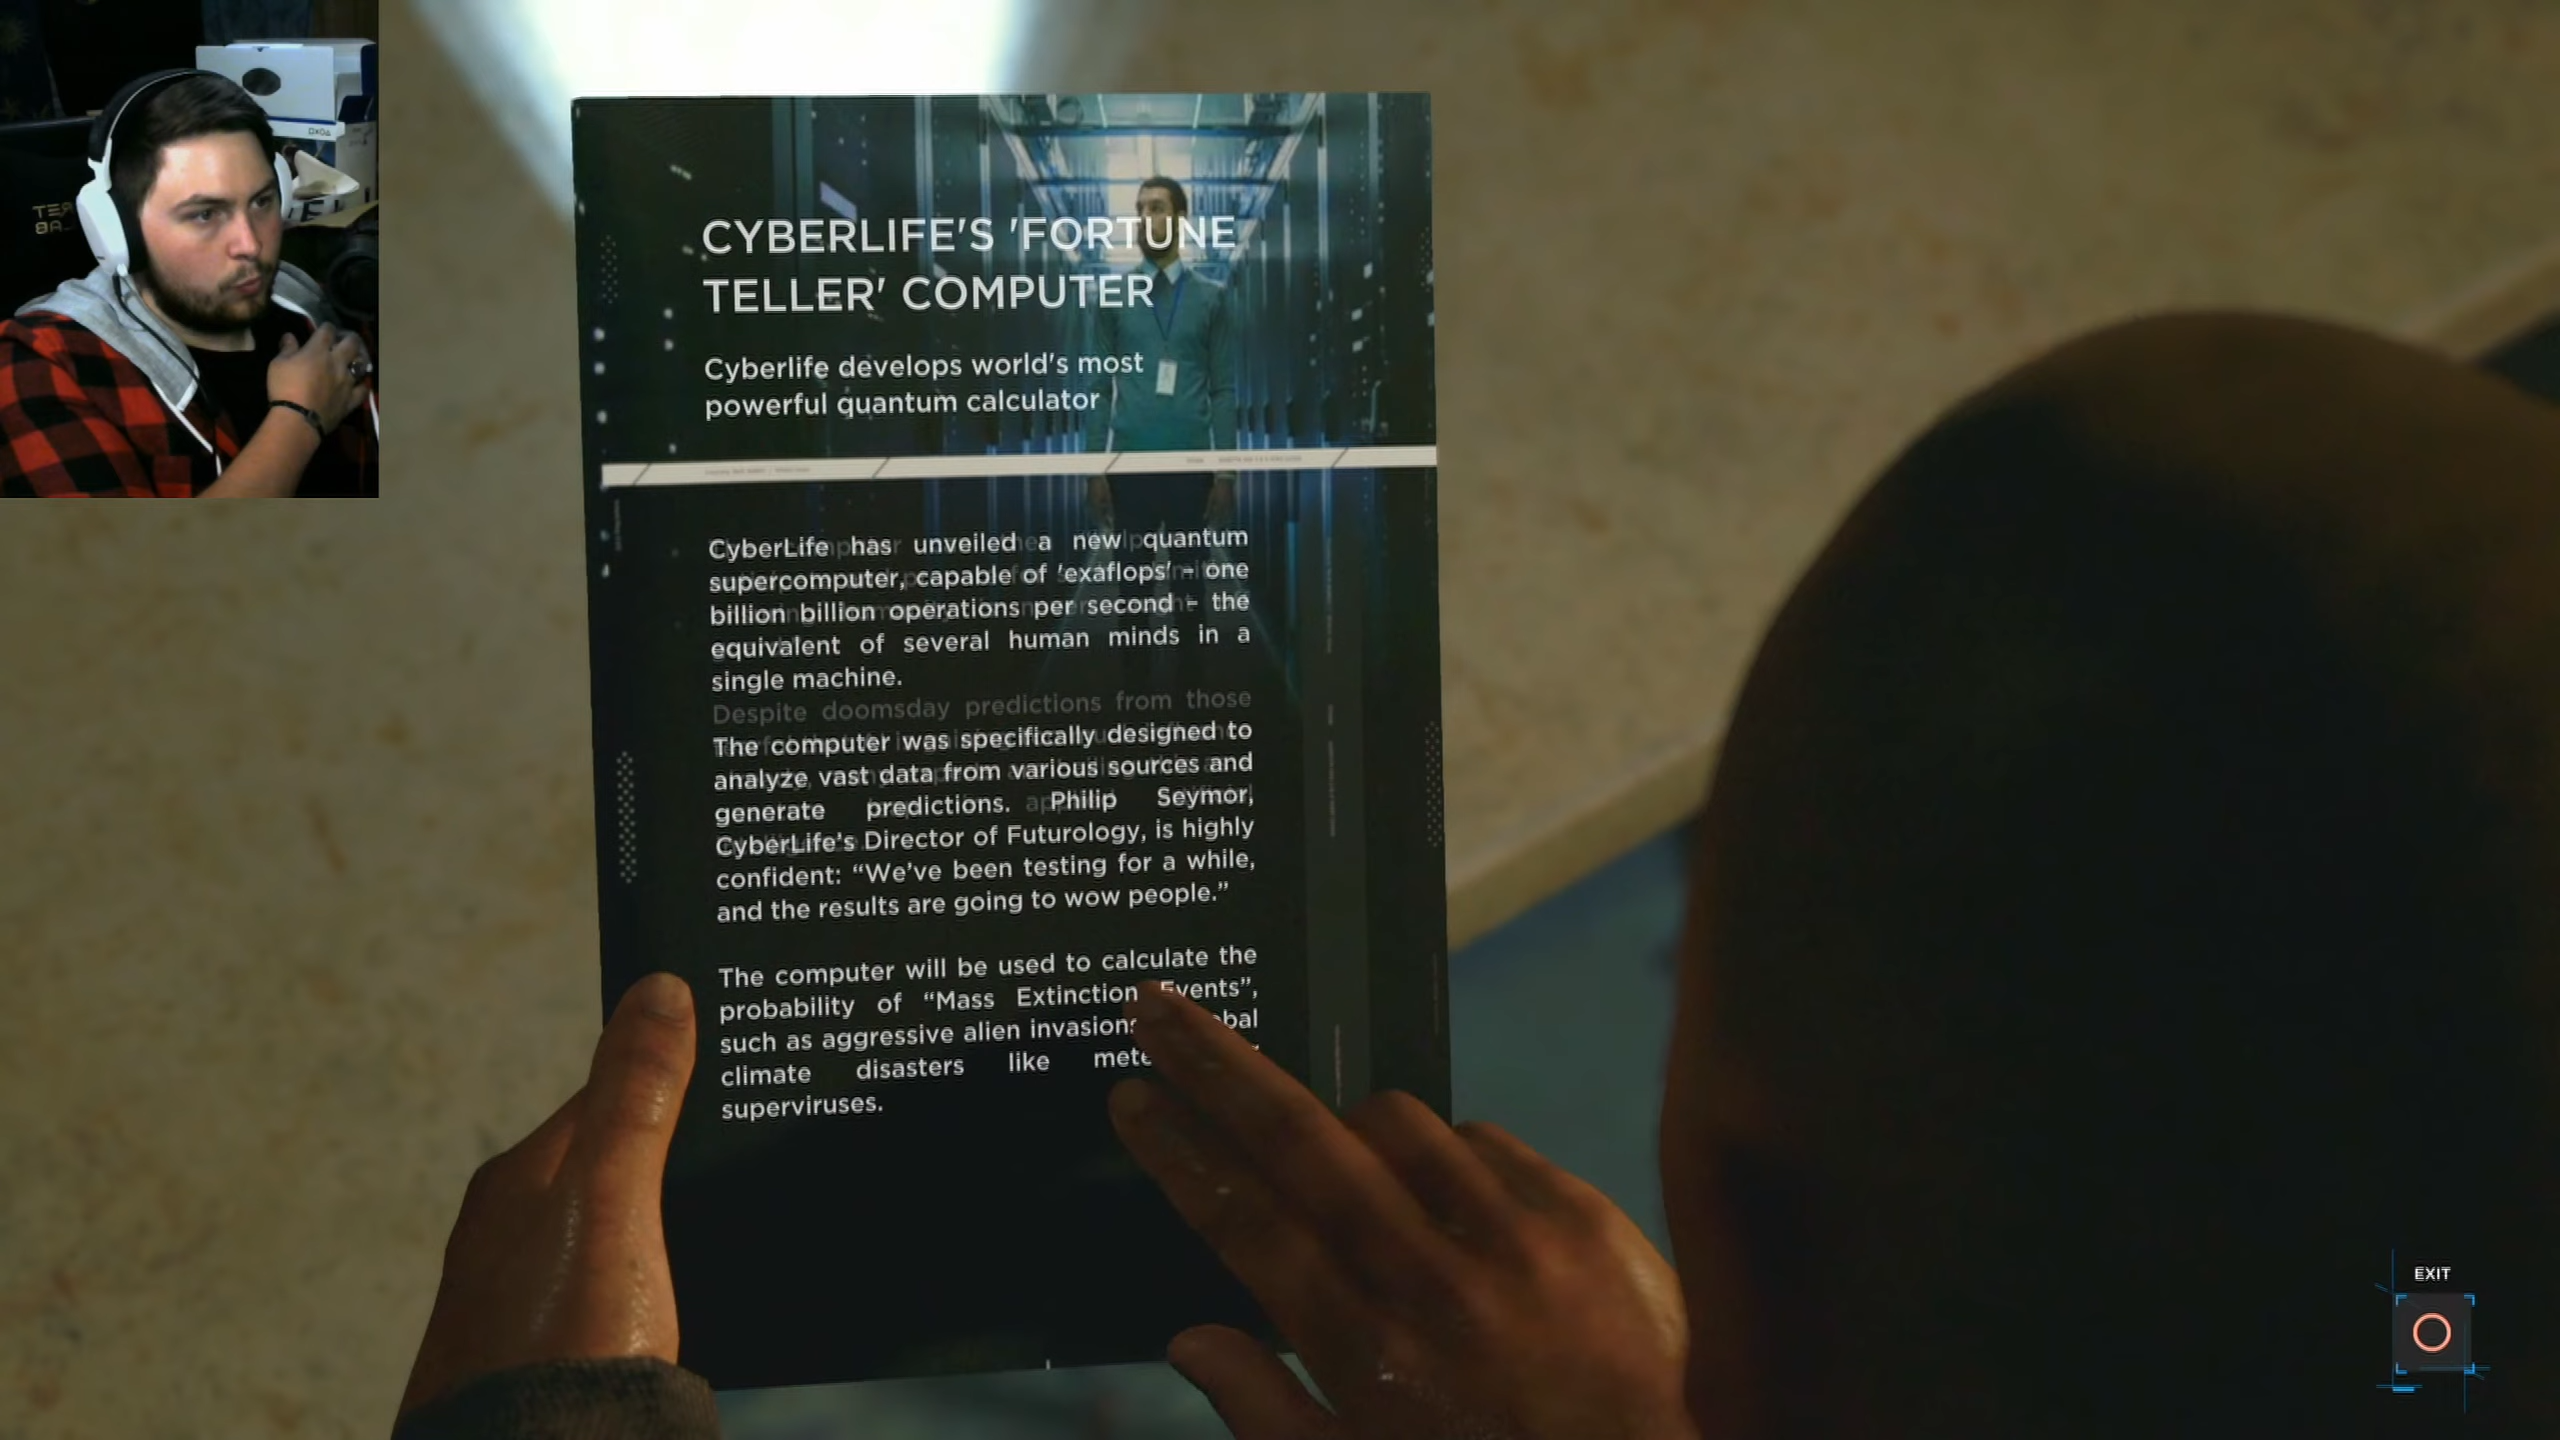 CYBERLIFE'S 'FORTUNE
TELLER' COMPUTER
Cyberlife develops world's most
powerful quantum calculator
CyberLife has unveiled a new quantum
supercomputer, capable of 'exaflops' – one
billion billion operations per second – the
equivalent of several human minds in a
single machine.
Despite doomsday predictions from those
The computer was specifically designed to
analyze vast data from various sources and
generate predictions. Philip Seymor,
CyberLife's Director of Futurology, is highly
confident: “We've been testing for a while,
and the results are going to wow people.”
The computer will be used to calculate the
probability of “Mass Extinction Events”,
such as aggressive alien invasions
climate disasters like
superviruses.
EXIT